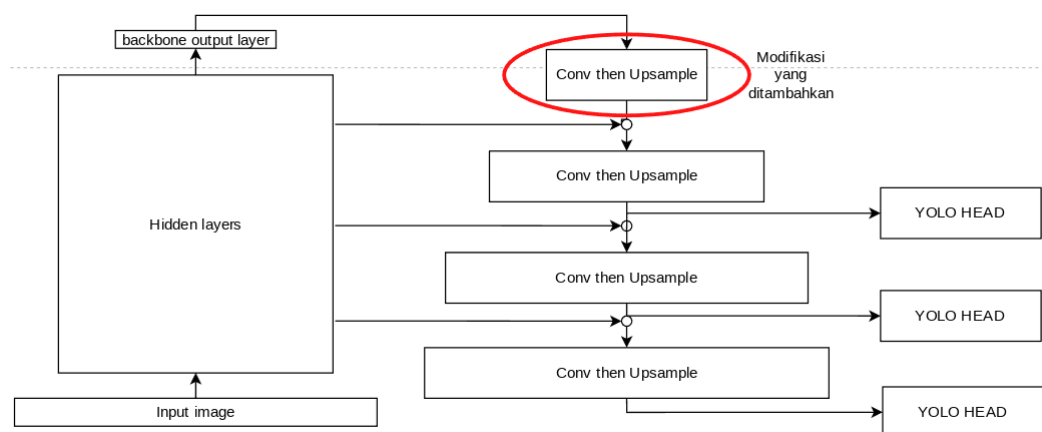 backbone output layer
Conv then Upsample
Modifikasi
yang
ditambahkan
Conv then Upsample
YOLO HEAD
Hidden layers
Conv then Upsample
YOLO HEAD
Conv then Upsample
Input image
YOLO HEAD